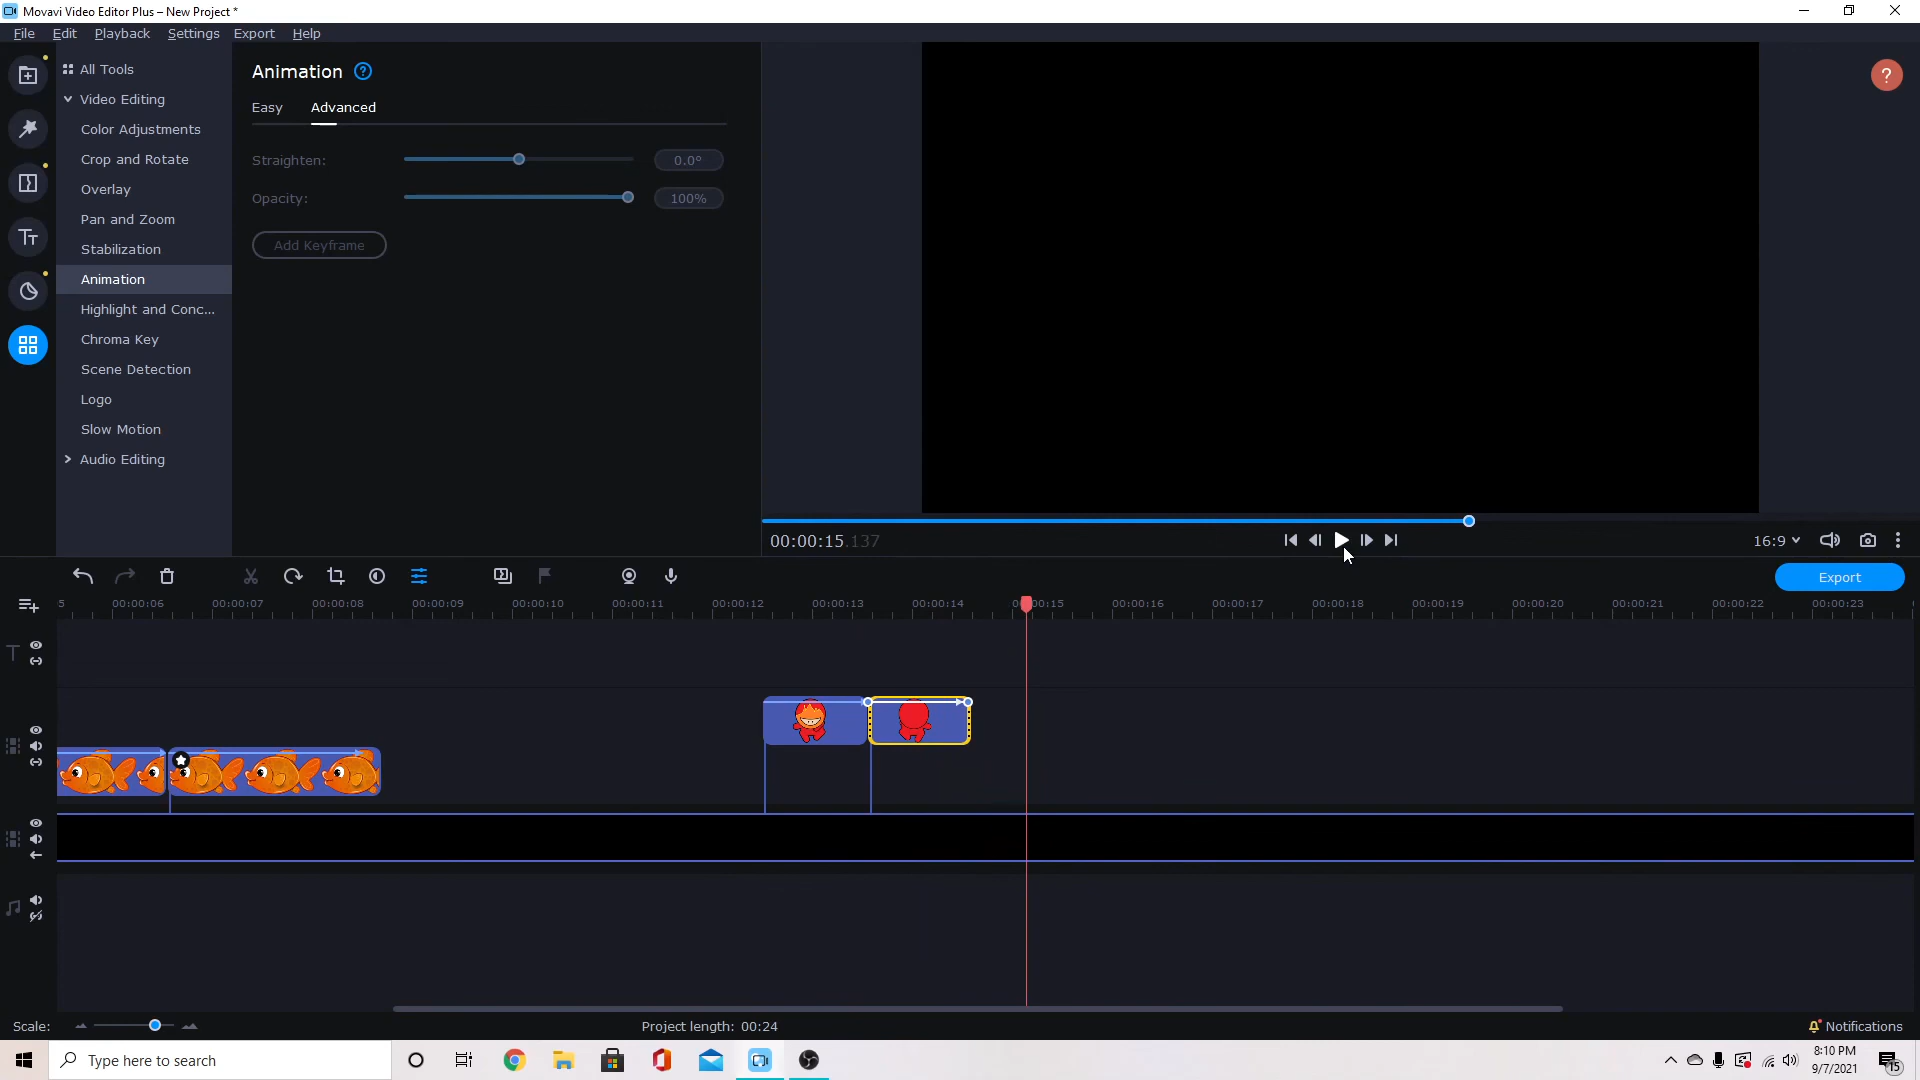 Movavi Video Editor Plus – New Project *
File Edit Playback Settings Export Help
All Tools
Video Editing
Color Adjustments
Crop and Rotate
Overlay
Pan and Zoom
Stabilization
Animation
Highlight and Conc...
Chroma Key
Scene Detection
Logo
Slow Motion
Audio Editing
Animation ?
Easy Advanced
Straighten: 0.0°
Opacity: 100%
Add Keyframe
?
00:00:15.137
16:9
Export
5 00:00:06 00:00:07 00:00:08 00:00:09 00:00:10 00:00:11 00:00:12 00:00:13 00:00:14 00:00:15 00:00:16 00:00:17 00:00:18 00:00:19 00:00:20 00:00:21 00:00:22 00:00:23
Scale:
Project length: 00:24
Notifications
Type here to search
8:10 PM
9/7/2021
15